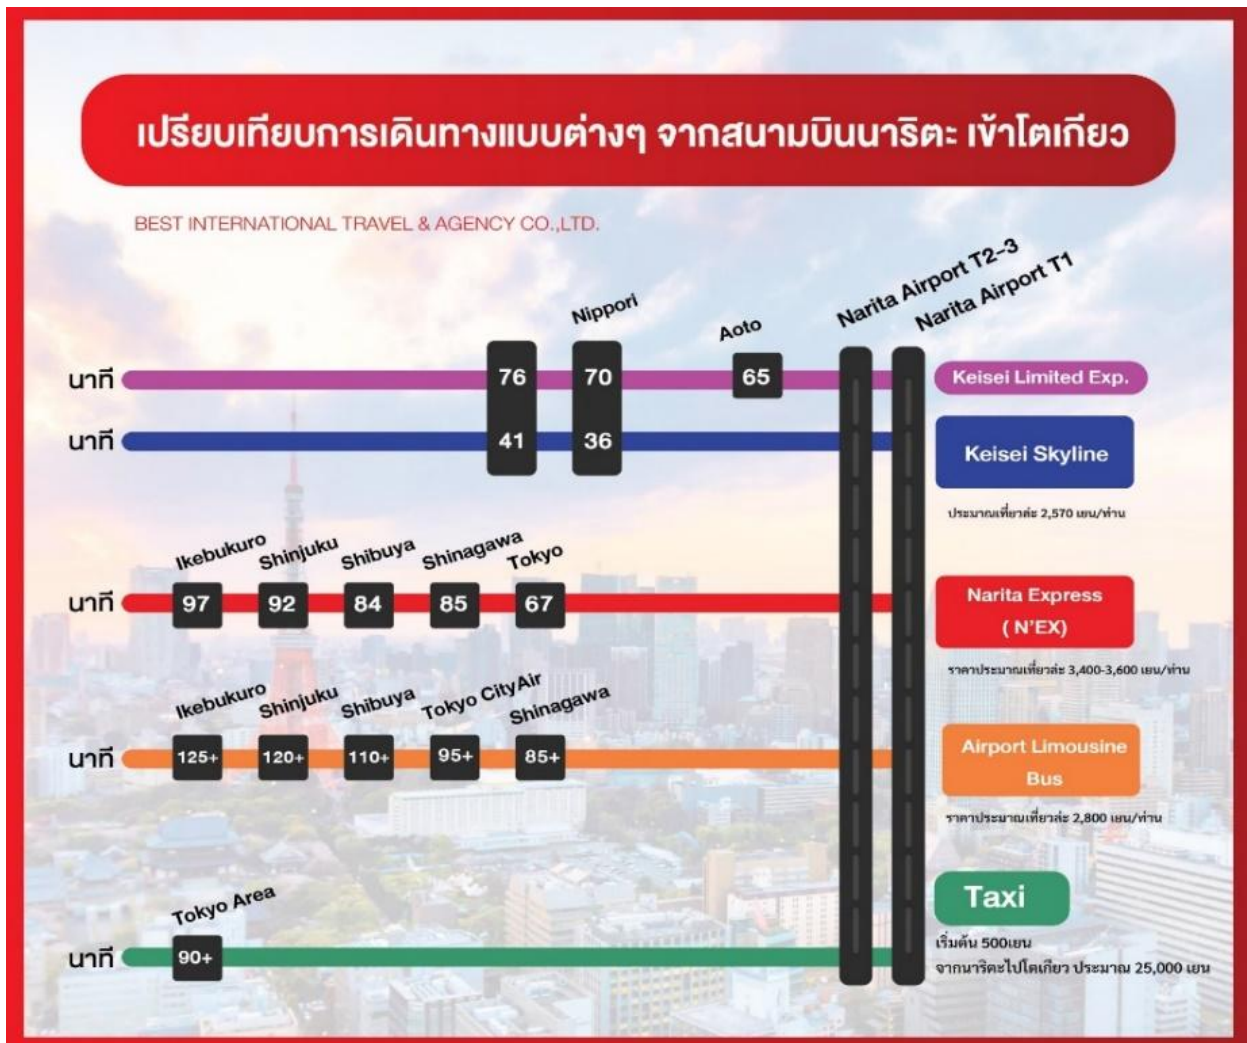 เปรียบเทียบการเดินทางแบบต่างๆ จากสนามบินนาริตะ เข้าโตเกียว
BEST INTERNATIONAL TRAVEL & AGENCY CO.,LTD.
Nippori
Aoto
Narita Airport T2-3
Narita Airport T1
นาที
76
70
65
Keisei Limited Exp.
นาที
41
36
Keisei Skyline
ประมาณเที่ยวล่ะ 2,570 เยน/ท่าน
Ikebukuro
Shinjuku
Shibuya
Shinagawa
Tokyo
นาที
97
92
84
85
67
Narita Express
( N'EX)
ราคาประมาณเที่ยวล่ะ 3,400-3,600 เยน/ท่าน
Ikebukuro
Shinjuku
Shibuya
Tokyo CityAir
Shinagawa
นาที
125+
120+
110+
95+
85+
Airport Limousine
Bus
ราคาประมาณเที่ยวล่ะ 2,800 เยน/ท่าน
Tokyo Area
นาที
90+
Taxi
เริ่มต้น 500เยน
จากนาริตะไปโตเกียว ประมาณ 25,000 เยน